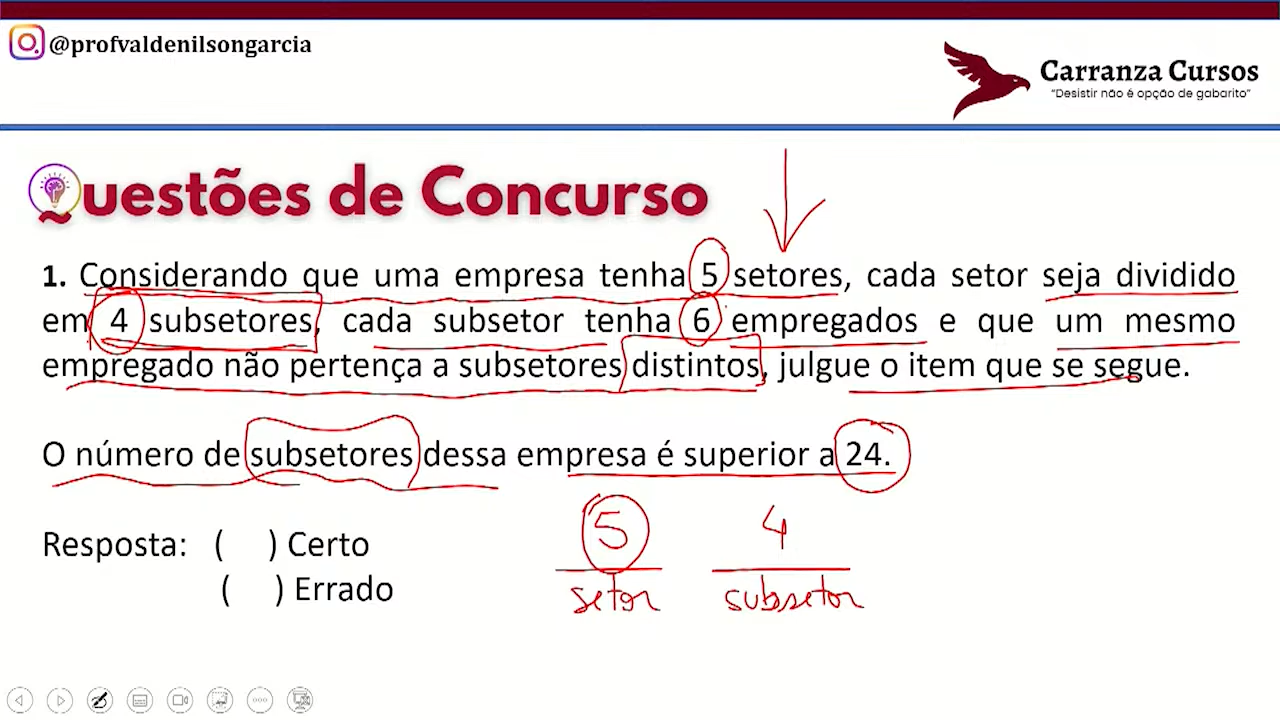 @profvaldenilsongarcia
Carranza Cursos
"Desistir não é opção de gabarito"
Questões de Concurso
1. Considerando que uma empresa tenha 5 setores, cada setor seja dividido
em 4 subsetores, cada subsetor tenha 6 empregados e que um mesmo
empregado não pertença a subsetores distintos, julgue o item que se segue.
O número de subsetores dessa empresa é superior a 24.
Resposta: ( ) Certo
( ) Errado
5 4
setor subsetor